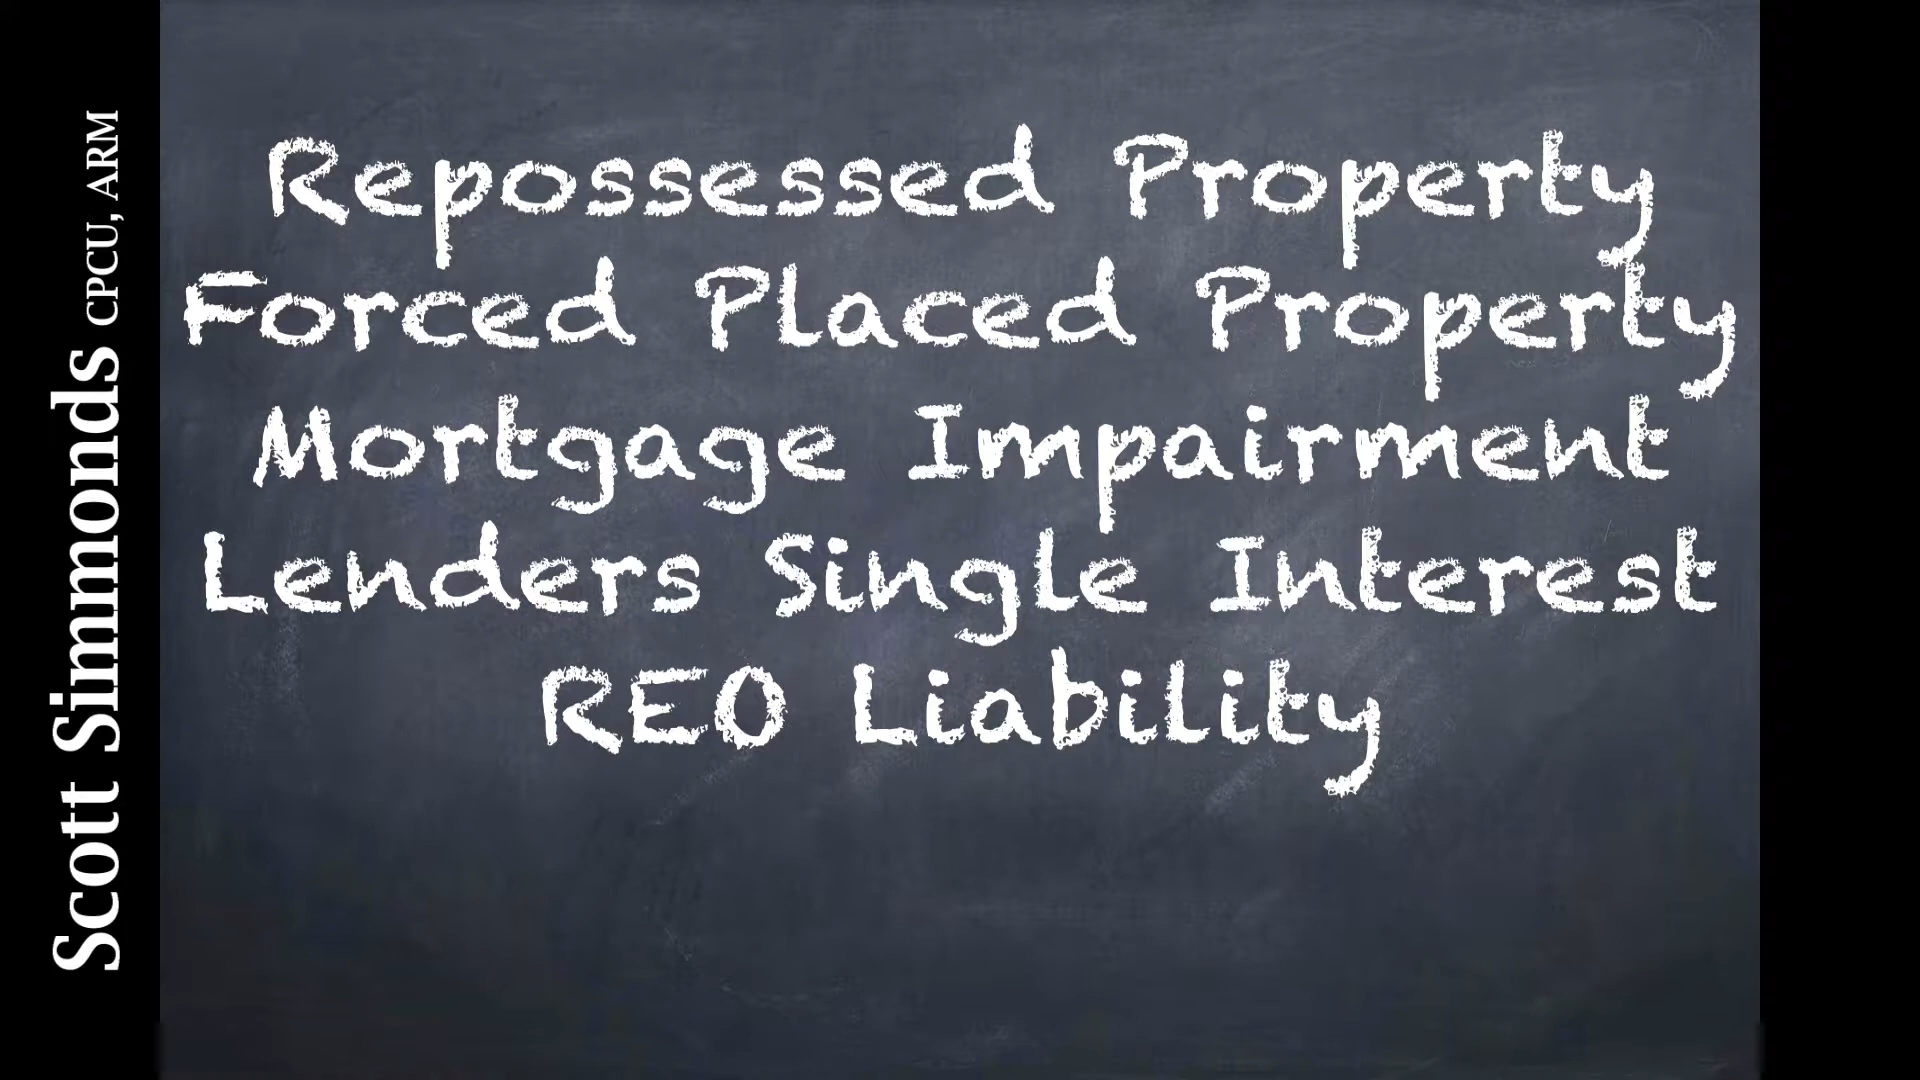 Scott Simmonds CPCU, ARM
Repossessed Property
Forced Placed Property
Mortgage Impairment
Lenders Single Interest
REO Liability